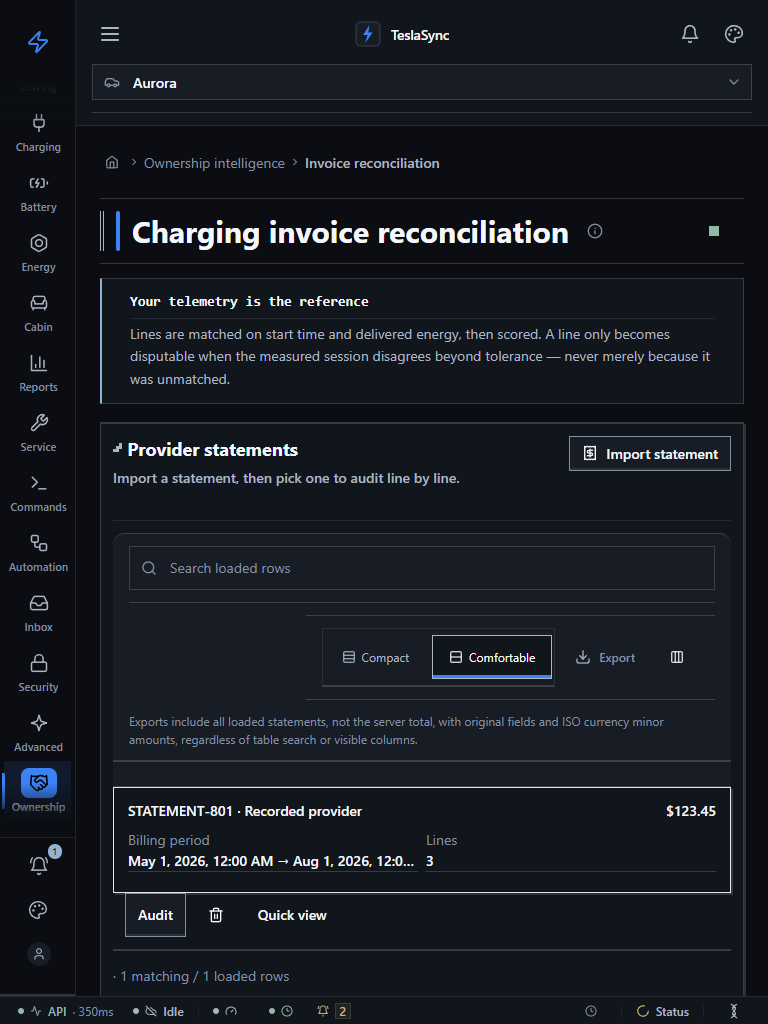 TeslaSync
Aurora
Charging
Battery
Energy
Cabin
Reports
Service
Commands
Automation
Inbox
Security
Advanced
Ownership
1
Ownership intelligence > Invoice reconciliation
Charging invoice reconciliation
Your telemetry is the reference
Lines are matched on start time and delivered energy, then scored. A line only becomes
disputable when the measured session disagrees beyond tolerance — never merely because it
was unmatched.
Provider statements
Import statement
Import a statement, then pick one to audit line by line.
Search loaded rows
Compact
Comfortable
Export
Exports include all loaded statements, not the server total, with original fields and ISO currency minor
amounts, regardless of table search or visible columns.
STATEMENT-801 · Recorded provider
$123.45
Billing period
Lines
May 1, 2026, 12:00 AM → Aug 1, 2026, 12:0...
3
Audit
Quick view
· 1 matching / 1 loaded rows
API · 350ms
Idle
2
Status